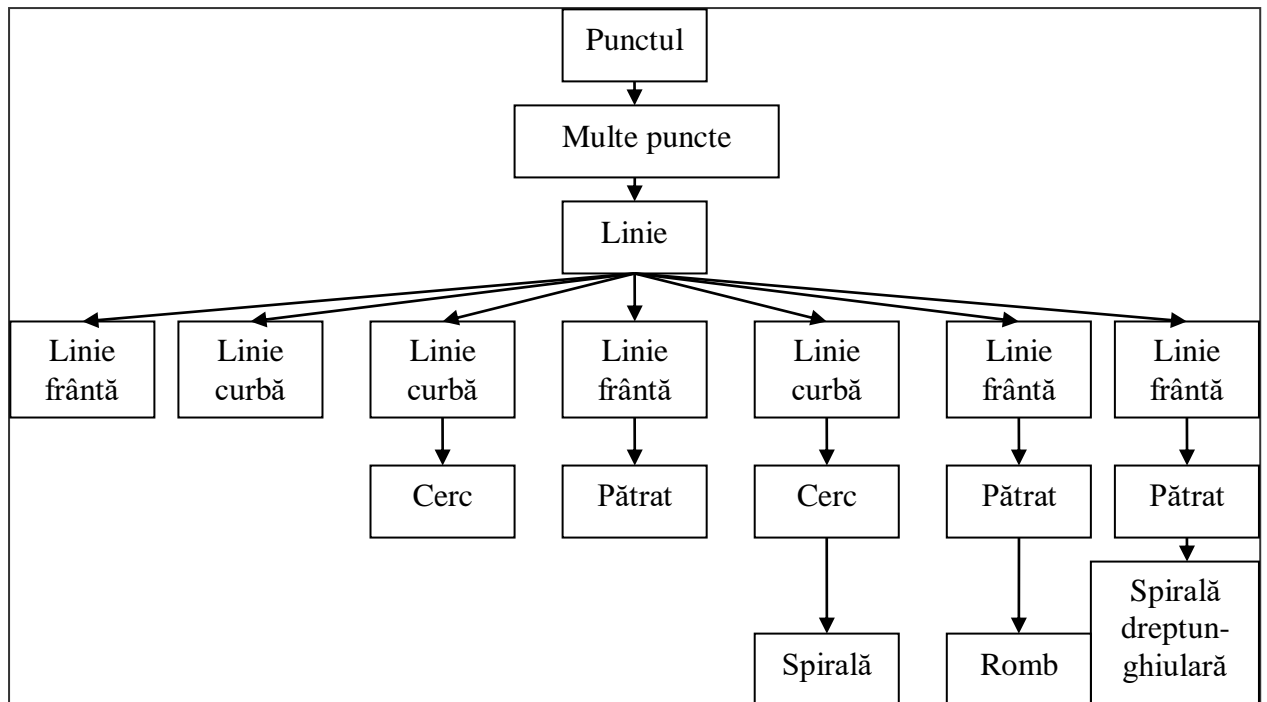 Punctul
Multe puncte
Linie
Linie
frântă
Linie
curbă
Linie
curbă
Linie
frântă
Linie
curbă
Linie
frântă
Linie
frântă
Cerc
Pătrat
Cerc
Pătrat
Pătrat
Spirală
Romb
Spirală
dreptun-
ghiulară